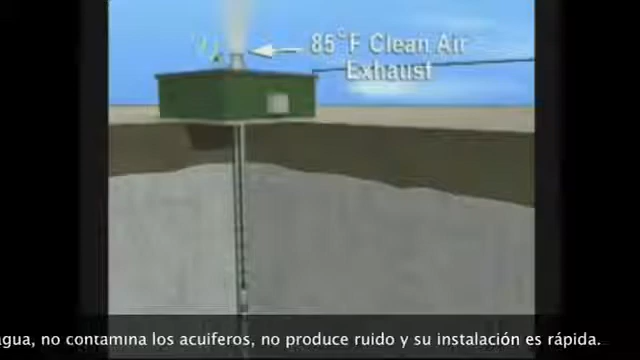 85°F Clean Air
Exhaust
agua, no contamina los acuiferos, no produce ruido y su instalación es rápida.